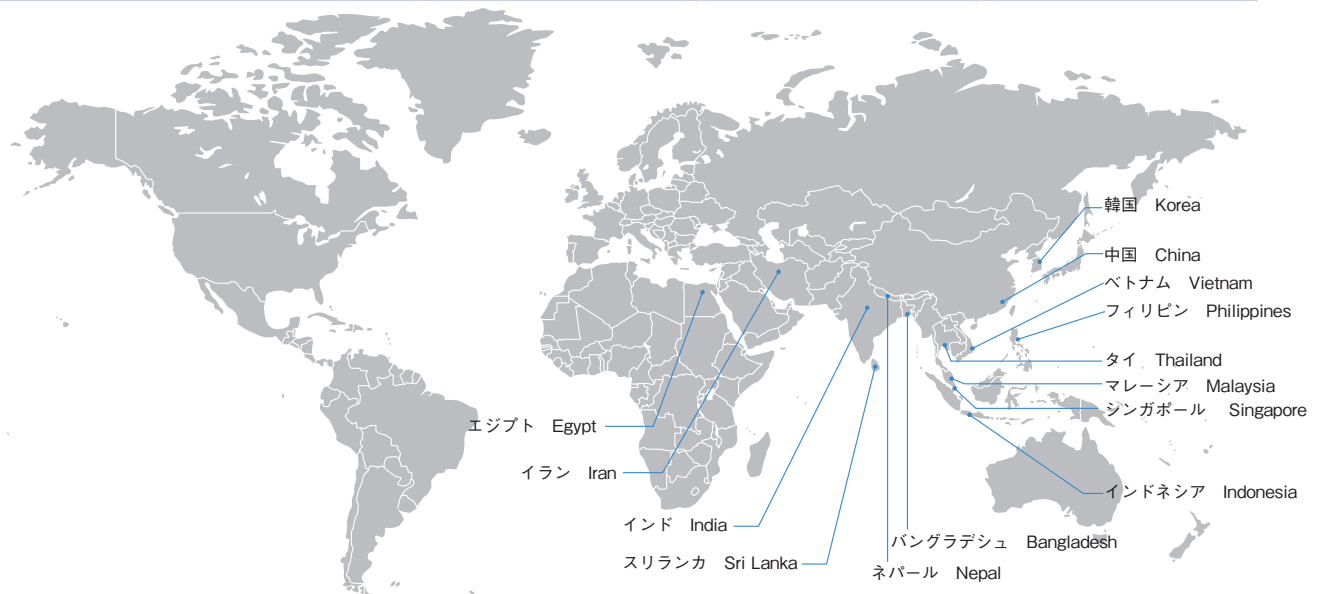 韓国　Korea
中国　China
ベトナム　Vietnam
フィリピン　Philippines
タイ　Thailand
マレーシア　Malaysia
シンガポール　Singapore
エジプト　Egypt
イラン　Iran
インドネシア　Indonesia
インド　India
バングラデシュ　Bangladesh
スリランカ　Sri Lanka
ネパール　Nepal